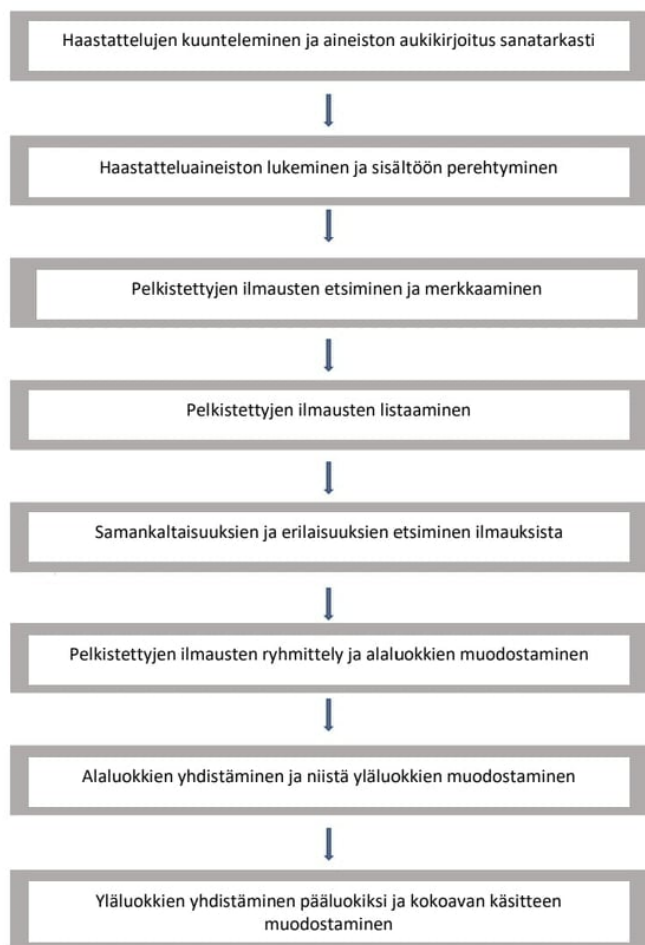 Haastattelujen kuunteleminen ja aineiston aukikirjoitus sanatarkasti
Haastatteluaineiston lukeminen ja sisältöön perehtyminen
Pelkistettyjen ilmausten etsiminen ja merkkaaminen
Pelkistettyjen ilmausten listaaminen
Samankaltaisuuksien ja erilaisuuksien etsiminen ilmauksista
Pelkistettyjen ilmausten ryhmittely ja alaluokkien muodostaminen
Alaluokkien yhdistäminen ja niistä yläluokkien muodostaminen
Yläluokkien yhdistäminen pääluokiksi ja kokoavan käsitteen
muodostaminen